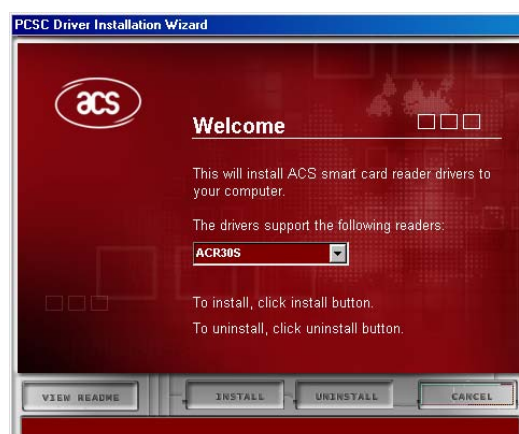 PCSC Driver Installation Wizard
acs
Welcome
This will install ACS smart card reader drivers to
your computer.
The drivers support the following readers:
ACR30S
To install, click install button.
To uninstall, click uninstall button.
VIEW README
INSTALL
UNINSTALL
CANCEL